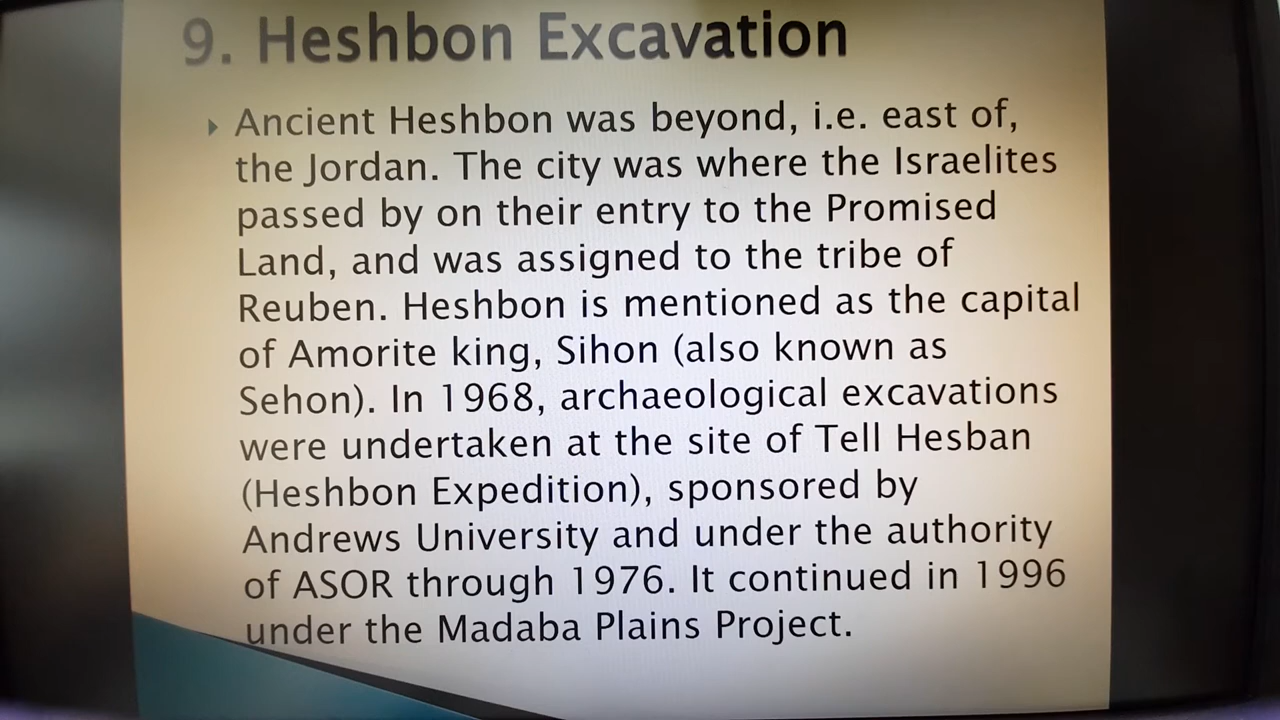 9. Heshbon Excavation
Ancient Heshbon was beyond, i.e. east of,
the Jordan. The city was where the Israelites
passed by on their entry to the Promised
Land, and was assigned to the tribe of
Reuben. Heshbon is mentioned as the capital
of Amorite king, Sihon (also known as
Sehon). In 1968, archaeological excavations
were undertaken at the site of Tell Hesban
(Heshbon Expedition), sponsored by
Andrews University and under the authority
of ASOR through 1976. It continued in 1996
under the Madaba Plains Project.